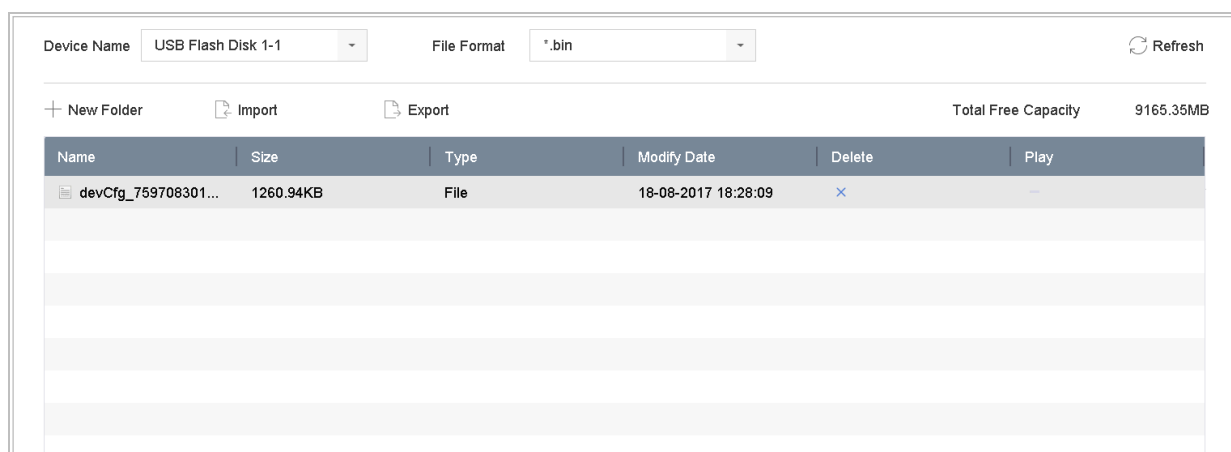 Device Name USB Flash Disk 1-1 File Format *.bin Refresh
New Folder Import Export Total Free Capacity 9165.35MB
Name Size Type Modify Date Delete Play
devCfg_759708301... 1260.94KB File 18-08-2017 18:28:09